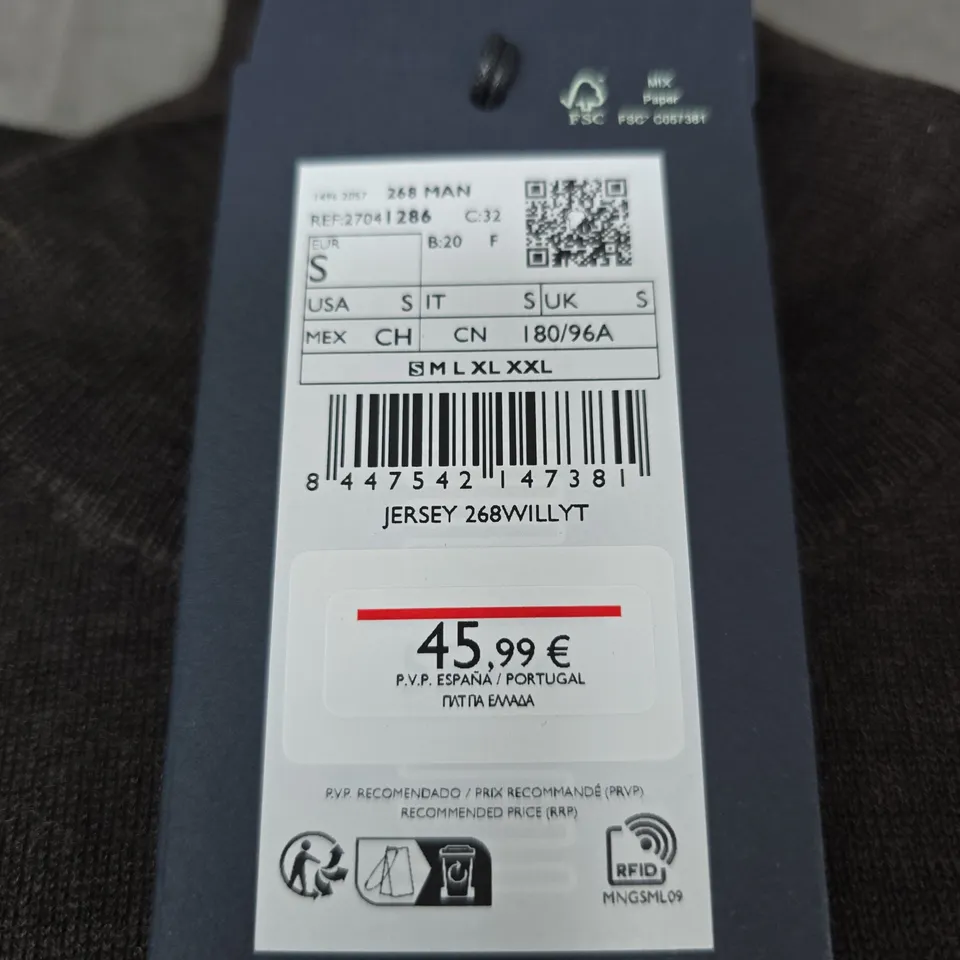 MIX
Paper
FSC
FSC® C057381
268 MAN
REF:27041286 C:32
EUR B:20 F
S
USA S IT S UK S
MEX CH CN 180/96A
S M L XL XXL
8 447542 147381
JERSEY 268WILLYT
45,99 €
P.V.P. ESPAÑA / PORTUGAL
ΠΛΤ ΓΙΑ ΕΛΛΑΔΑ
P.V.P. RECOMENDADO / PRIX RECOMMANDÉ (PRVP)
RECOMMENDED PRICE (RRP)
RFID
MNGSML09